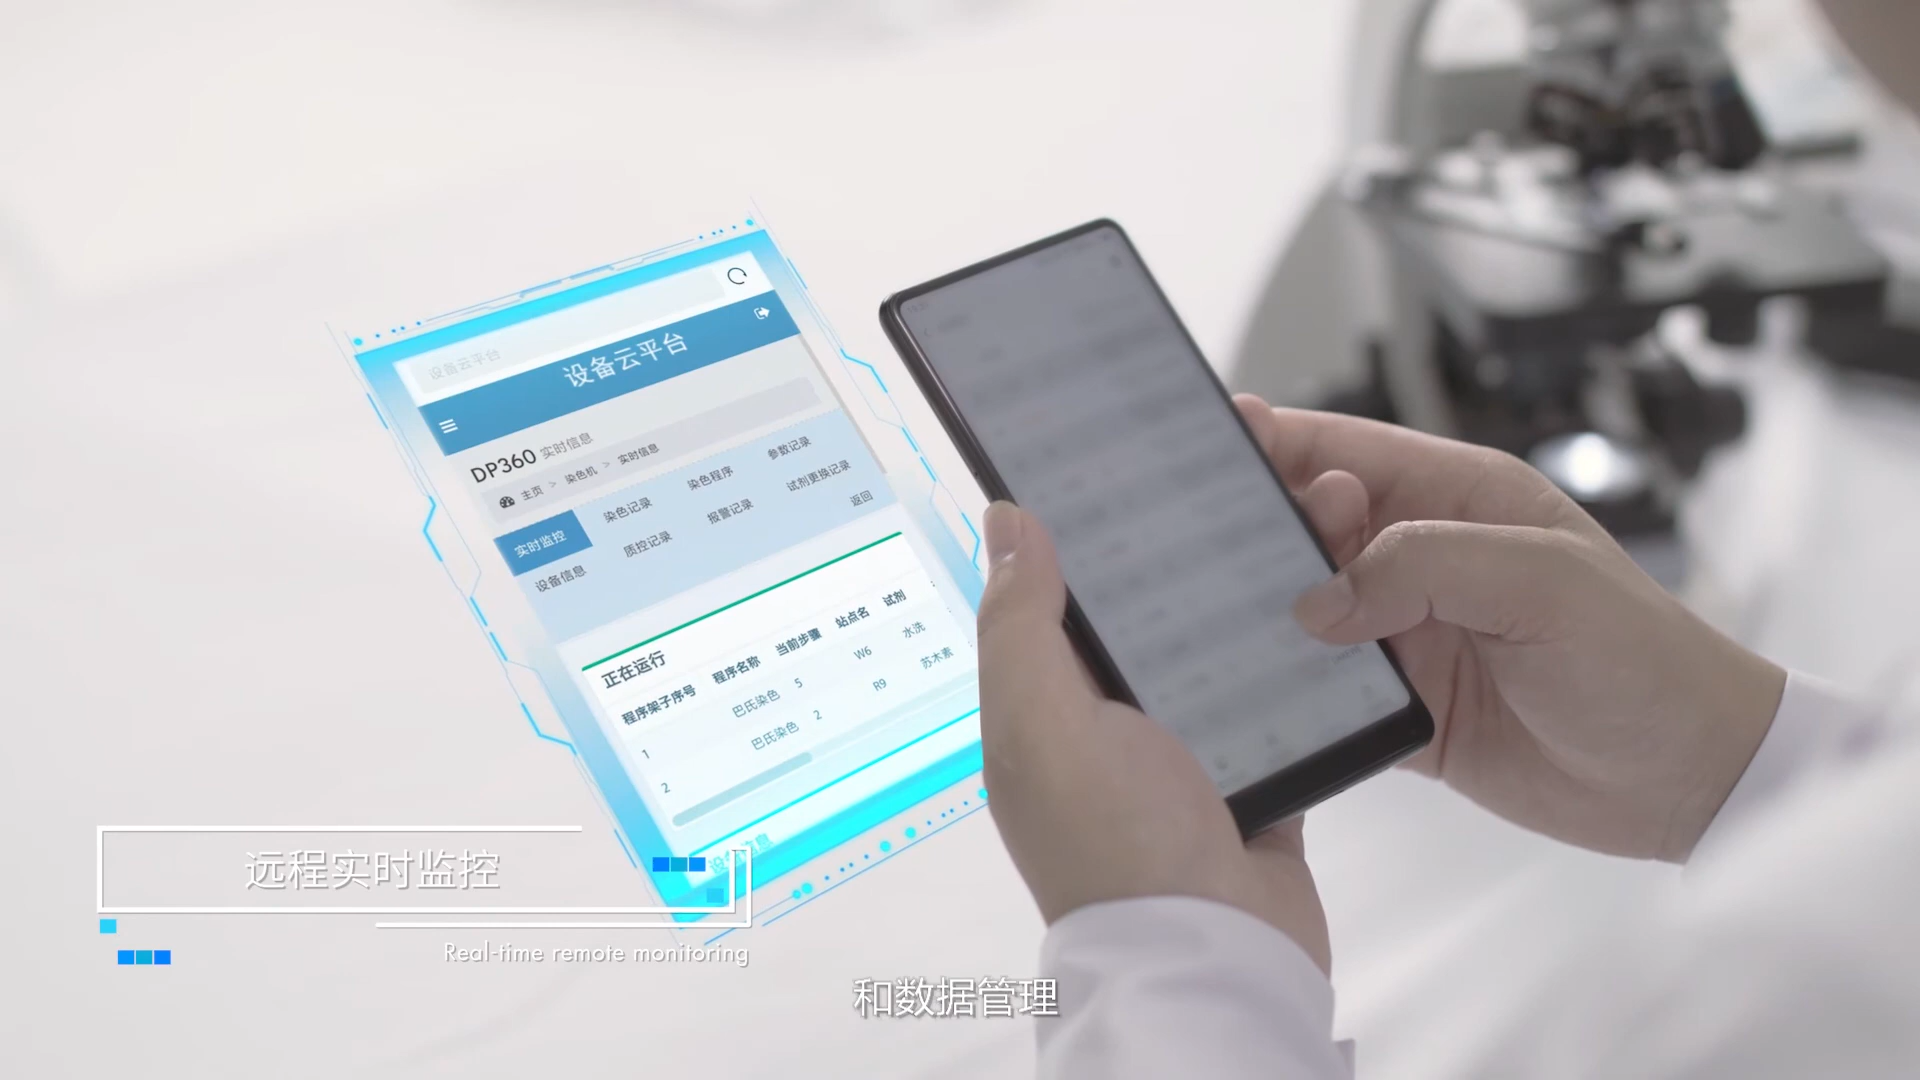 设备云平台
设备云平台
DP360 实时信息
主页 > 染色机 > 实时信息
实时监控 染色记录 染色程序 参数记录
设备信息 质控记录 报警记录 试剂更换记录
返回
正在运行
程序架子序号 程序名称 当前步骤 站点名 试剂
1 巴氏染色 5 W6 水洗
2 巴氏染色 2 R9 苏木素
设备信息
远程实时监控
Real-time remote monitoring
和数据管理